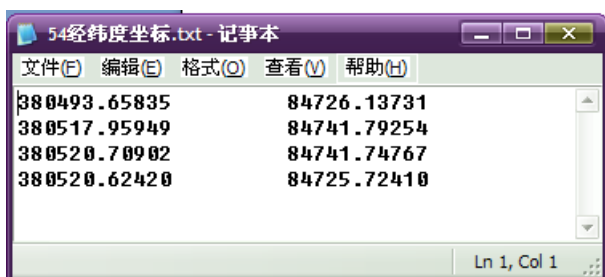 54经纬度坐标.txt - 记事本
文件(F) 编辑(E) 格式(O) 查看(V) 帮助(H)
380493.65835 84726.13731
380517.95949 84741.79254
380520.70902 84741.74767
380520.62420 84725.72410
Ln 1, Col 1